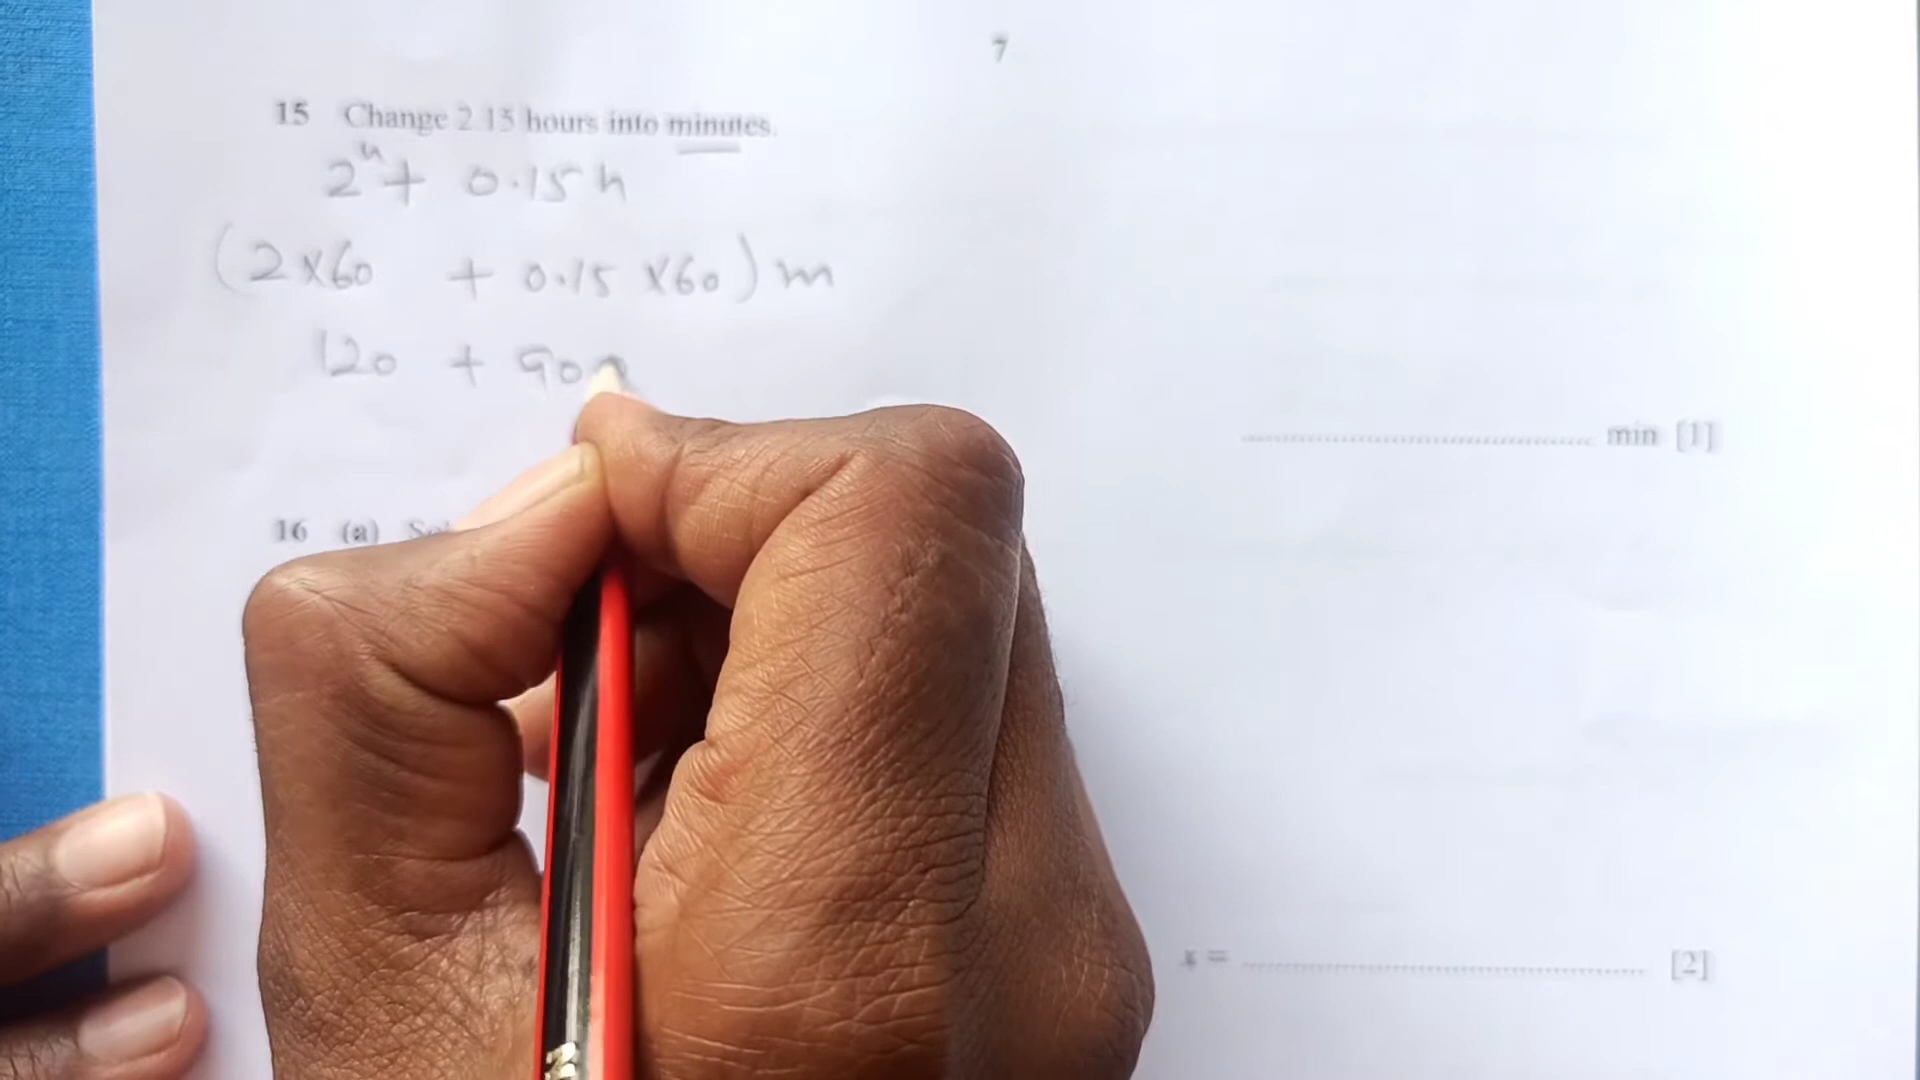 7
15 Change 2.15 hours into minutes.
2h + 0.15 h
(2×60 + 0.15 ×60) m
120 + 90
min [1]
16 (a)
x = [2]